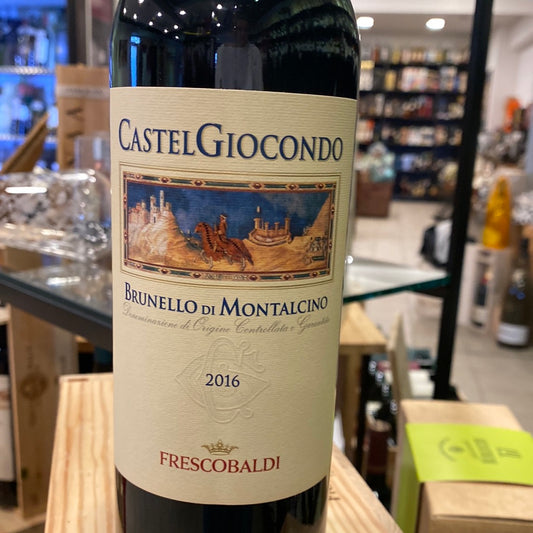 CASTELGIOCONDO
BRUNELLO DI MONTALCINO
Denominazione di Origine Controllata e Garantita
2016
FRESCOBALDI